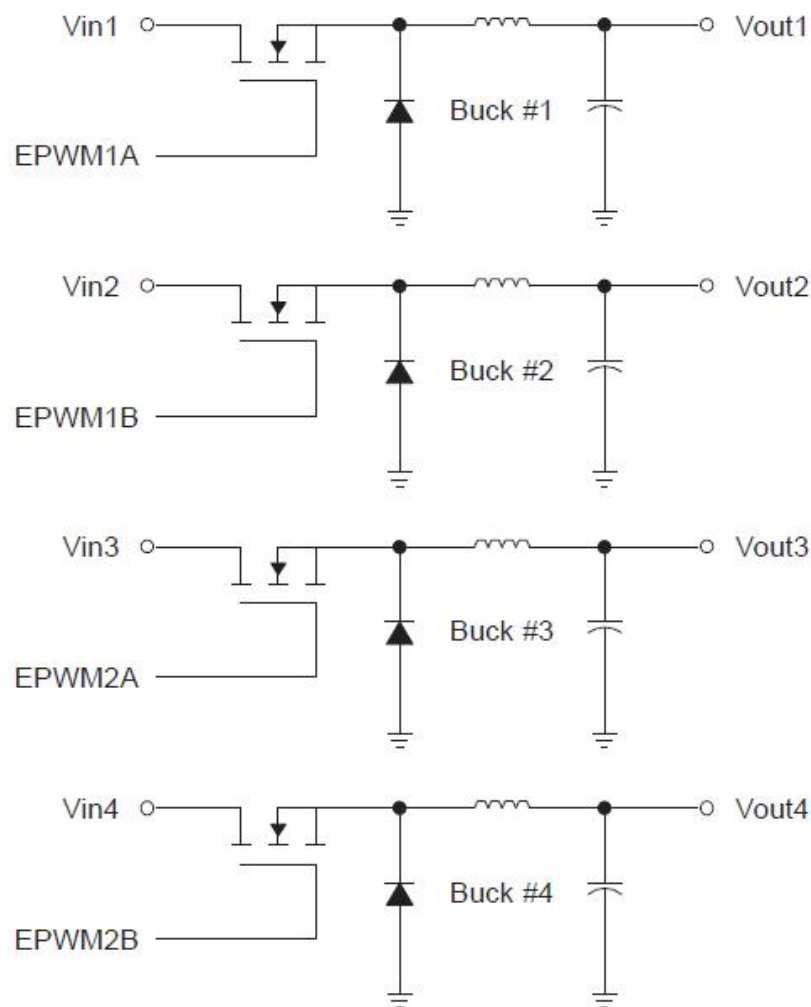 Vin1
Vout1
Buck #1
EPWM1A
Vin2
Vout2
Buck #2
EPWM1B
Vin3
Vout3
Buck #3
EPWM2A
Vin4
Vout4
Buck #4
EPWM2B